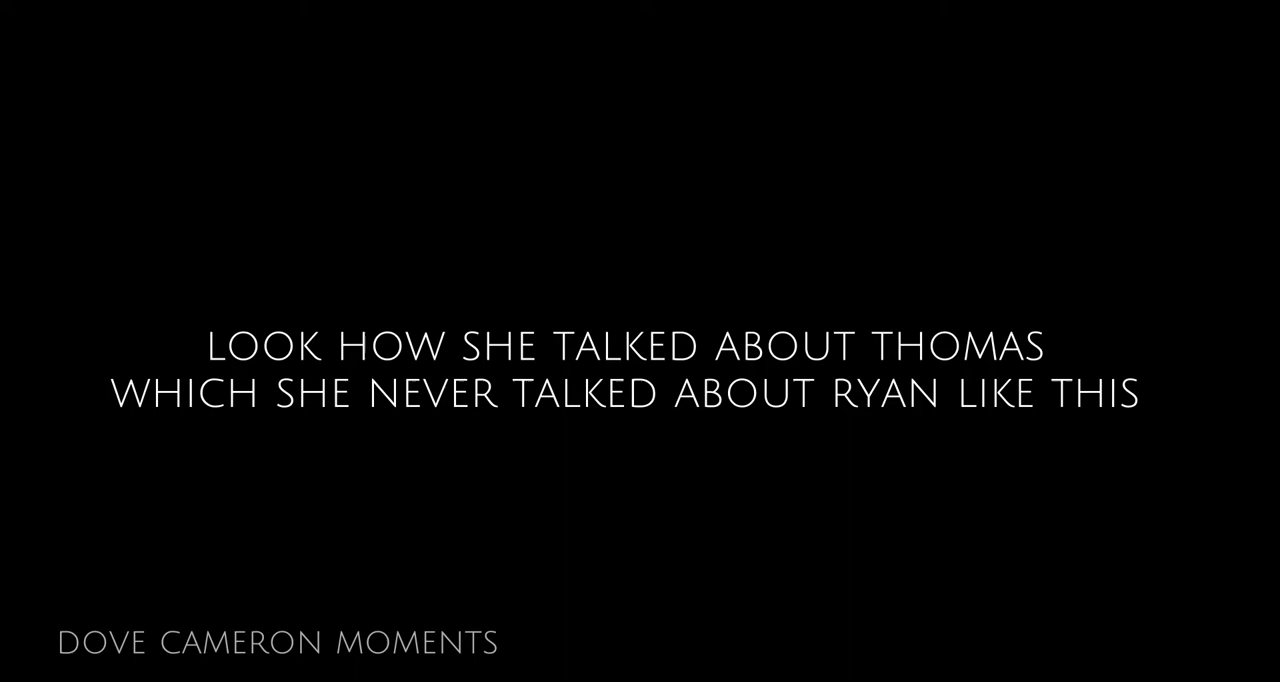 LOOK HOW SHE TALKED ABOUT THOMAS
WHICH SHE NEVER TALKED ABOUT RYAN LIKE THIS
DOVE CAMERON MOMENTS